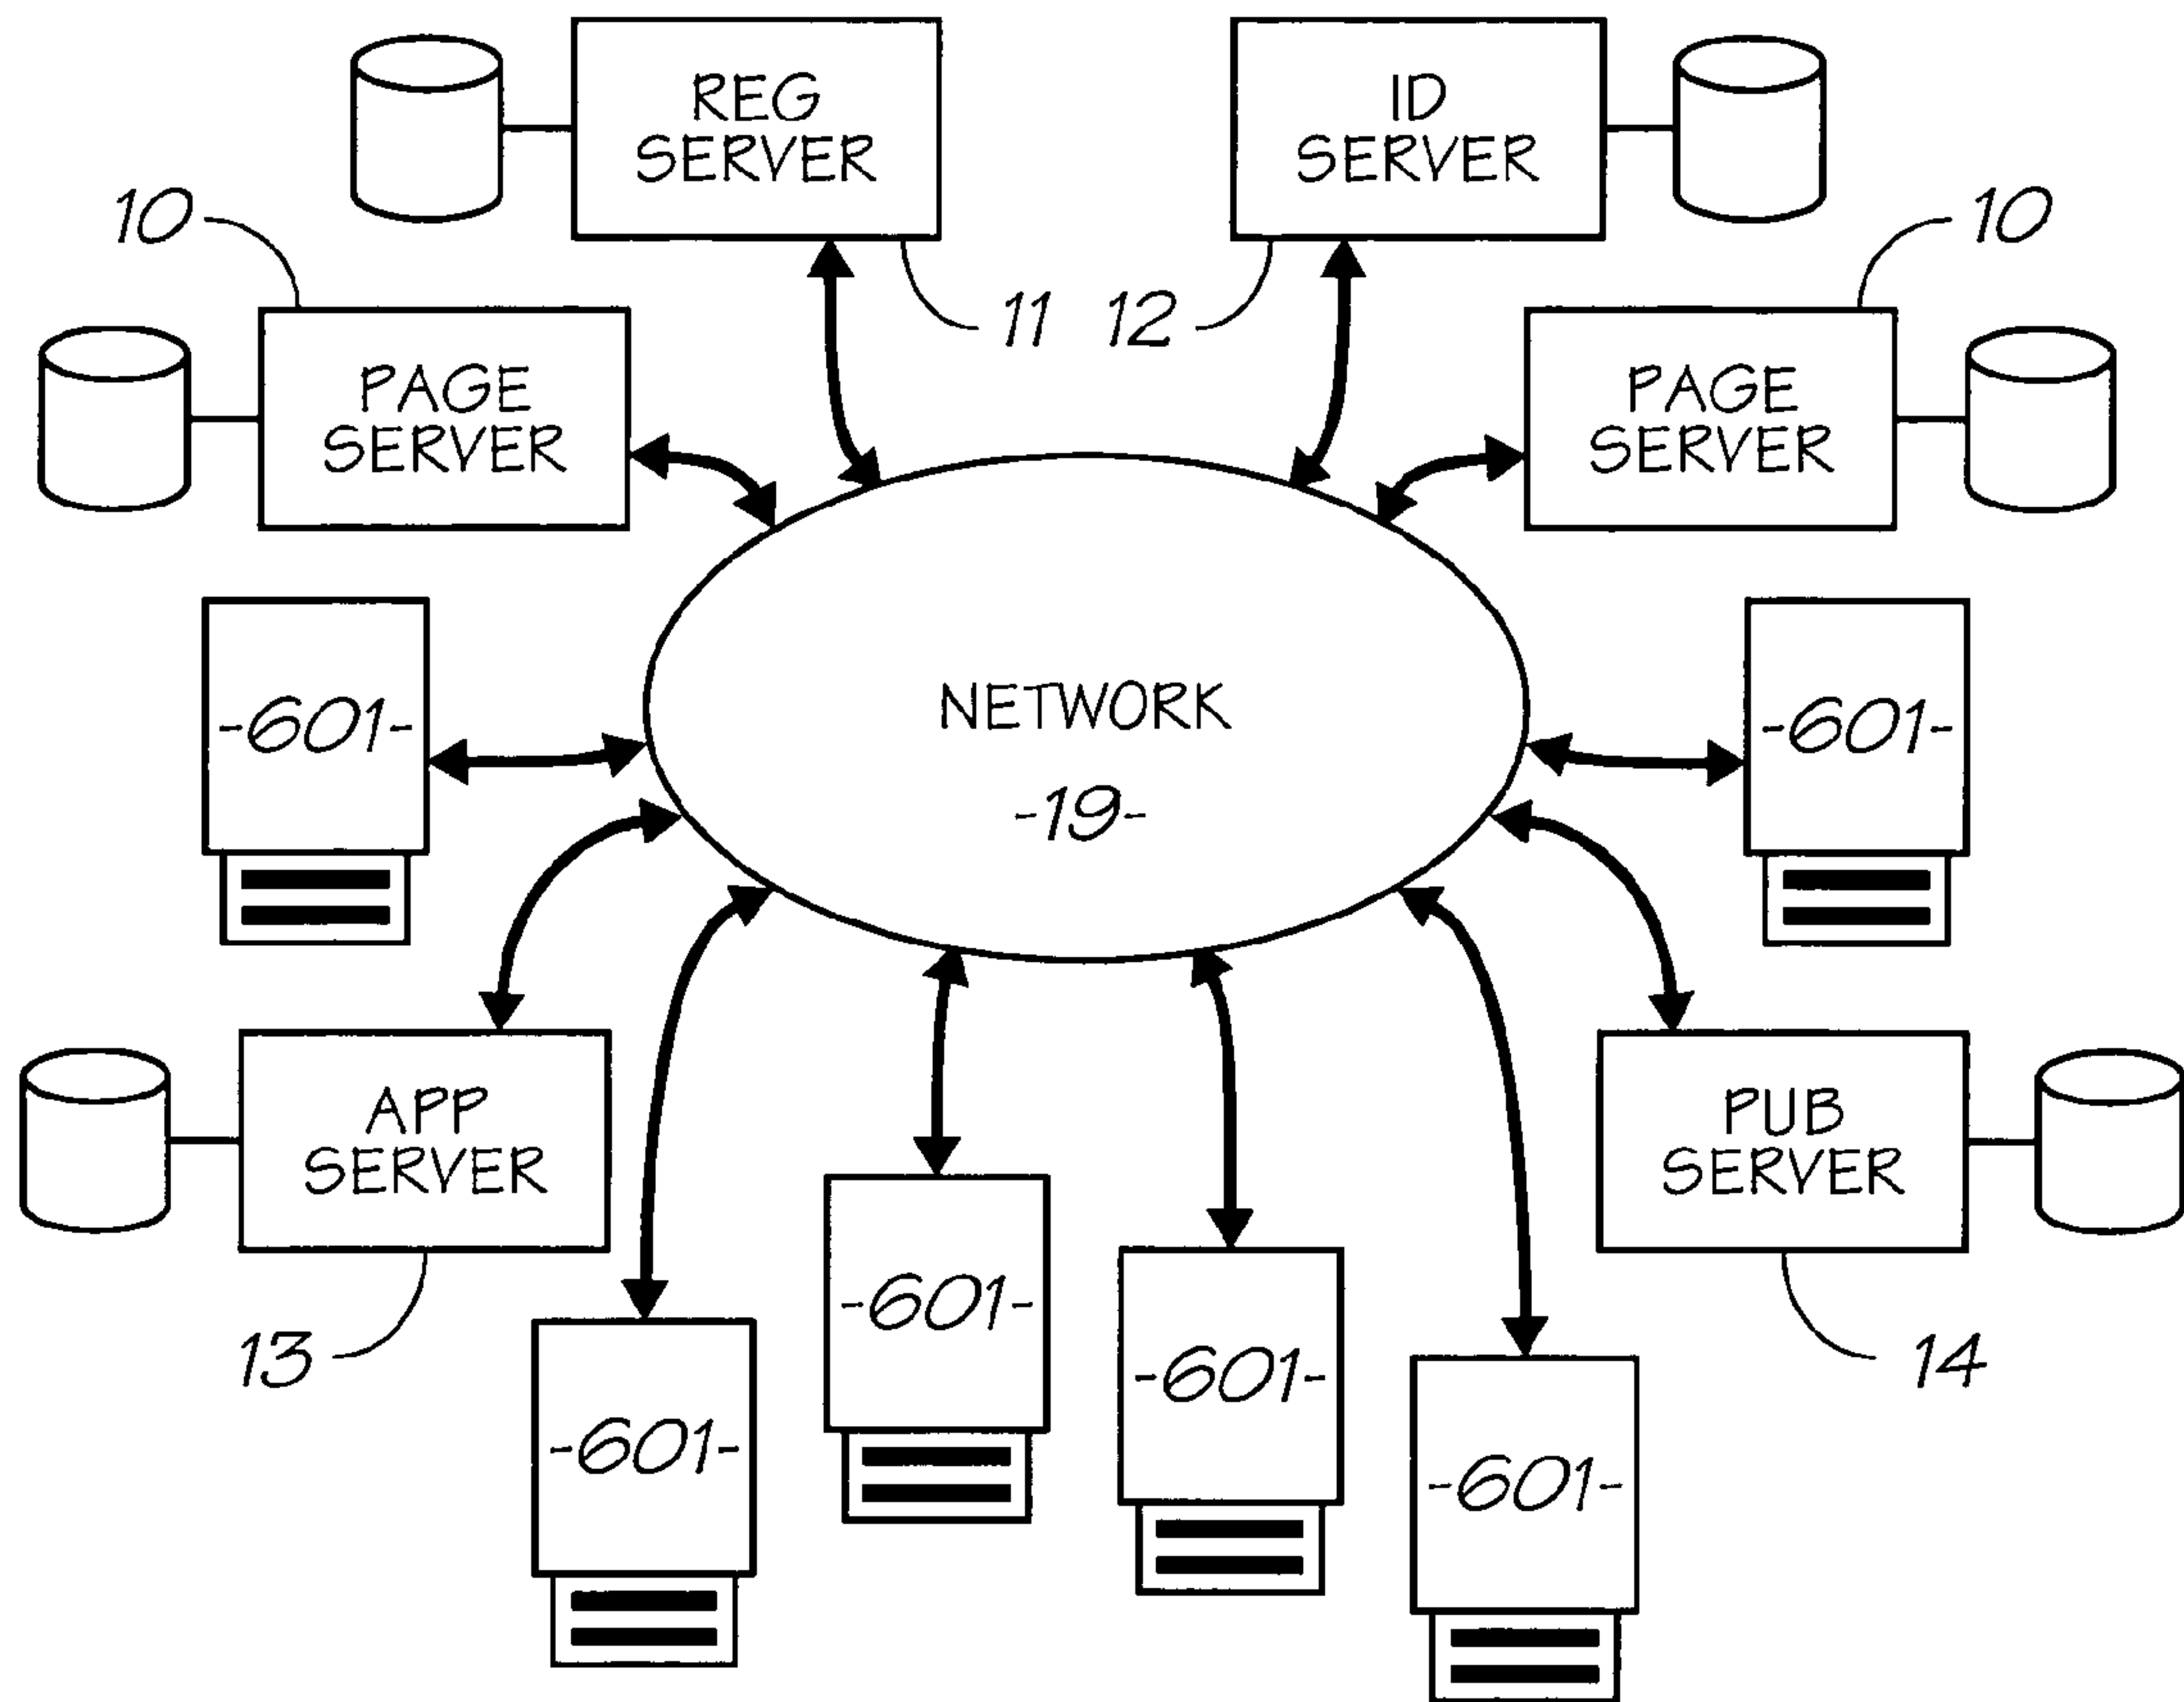 REG
SERVER
ID
SERVER
10
10
11
12
PAGE
SERVER
PAGE
SERVER
-601-
NETWORK
-19-
-601-
APP
SERVER
PUB
SERVER
13
-601-
-601-
-601-
-601-
14